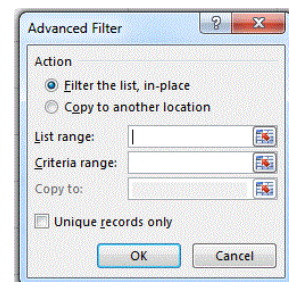 Advanced Filter
Action
Filter the list, in-place
Copy to another location
List range:
Criteria range:
Copy to:
Unique records only
OK Cancel